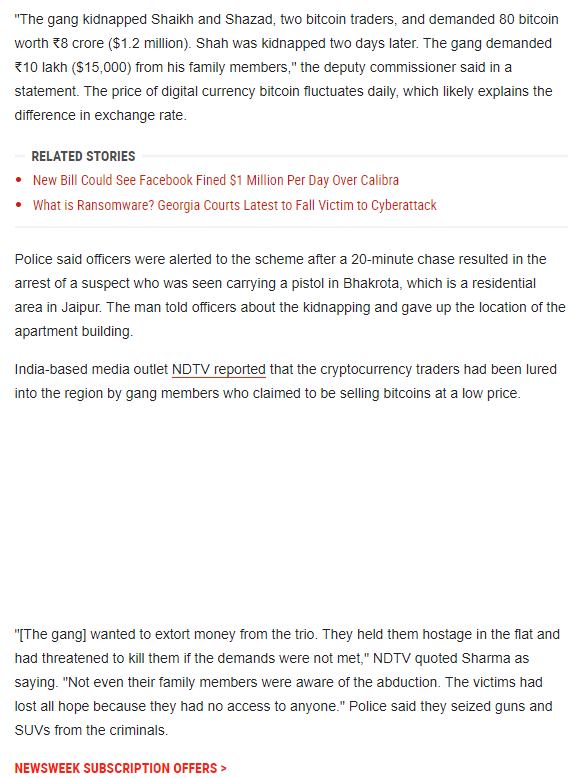 "The gang kidnapped Shaikh and Shazad, two bitcoin traders, and demanded 80 bitcoin
worth ₹8 crore ($1.2 million). Shah was kidnapped two days later. The gang demanded
₹10 lakh ($15,000) from his family members," the deputy commissioner said in a
statement. The price of digital currency bitcoin fluctuates daily, which likely explains the
difference in exchange rate.
RELATED STORIES
• New Bill Could See Facebook Fined $1 Million Per Day Over Calibra
• What is Ransomware? Georgia Courts Latest to Fall Victim to Cyberattack
Police said officers were alerted to the scheme after a 20-minute chase resulted in the
arrest of a suspect who was seen carrying a pistol in Bhakrota, which is a residential
area in Jaipur. The man told officers about the kidnapping and gave up the location of the
apartment building.
India-based media outlet NDTV reported that the cryptocurrency traders had been lured
into the region by gang members who claimed to be selling bitcoins at a low price.
"[The gang] wanted to extort money from the trio. They held them hostage in the flat and
had threatened to kill them if the demands were not met," NDTV quoted Sharma as
saying. "Not even their family members were aware of the abduction. The victims had
lost all hope because they had no access to anyone." Police said they seized guns and
SUVs from the criminals.
NEWSWEEK SUBSCRIPTION OFFERS >